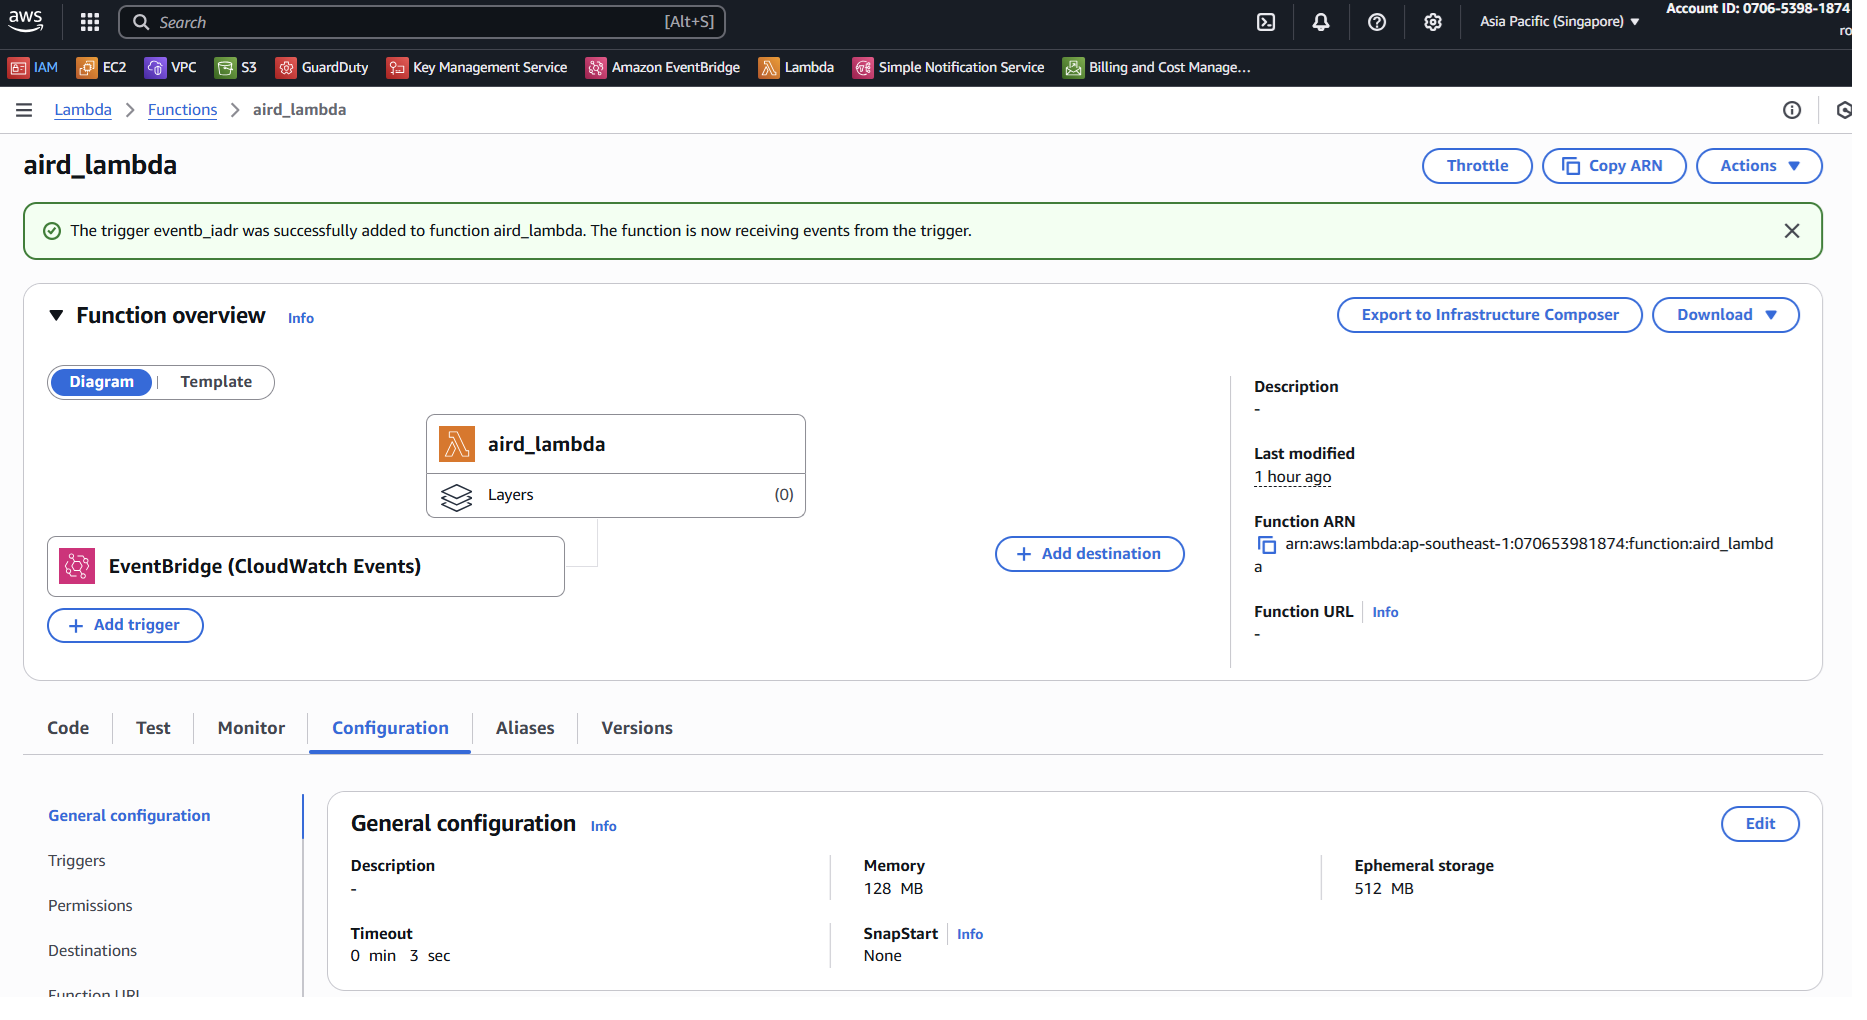 aws
Search [Alt+S]
Asia Pacific (Singapore)
Account ID: 0706-5398-1874
IAM EC2 VPC S3 GuardDuty Key Management Service Amazon EventBridge Lambda Simple Notification Service Billing and Cost Manage...
Lambda Functions aird_lambda
aird_lambda
Throttle Copy ARN Actions
The trigger eventb_iadr was successfully added to function aird_lambda. The function is now receiving events from the trigger.
Function overview Info
Export to Infrastructure Composer Download
Diagram Template
aird_lambda
Layers (0)
EventBridge (CloudWatch Events)
Add trigger
Add destination
Description
-
Last modified
1 hour ago
Function ARN
arn:aws:lambda:ap-southeast-1:070653981874:function:aird_lambd
a
Function URL Info
-
Code Test Monitor Configuration Aliases Versions
General configuration
Triggers
Permissions
Destinations
Function URL
General configuration Info
Edit
Description
-
Memory
128 MB
Ephemeral storage
512 MB
Timeout
0 min 3 sec
SnapStart Info
None